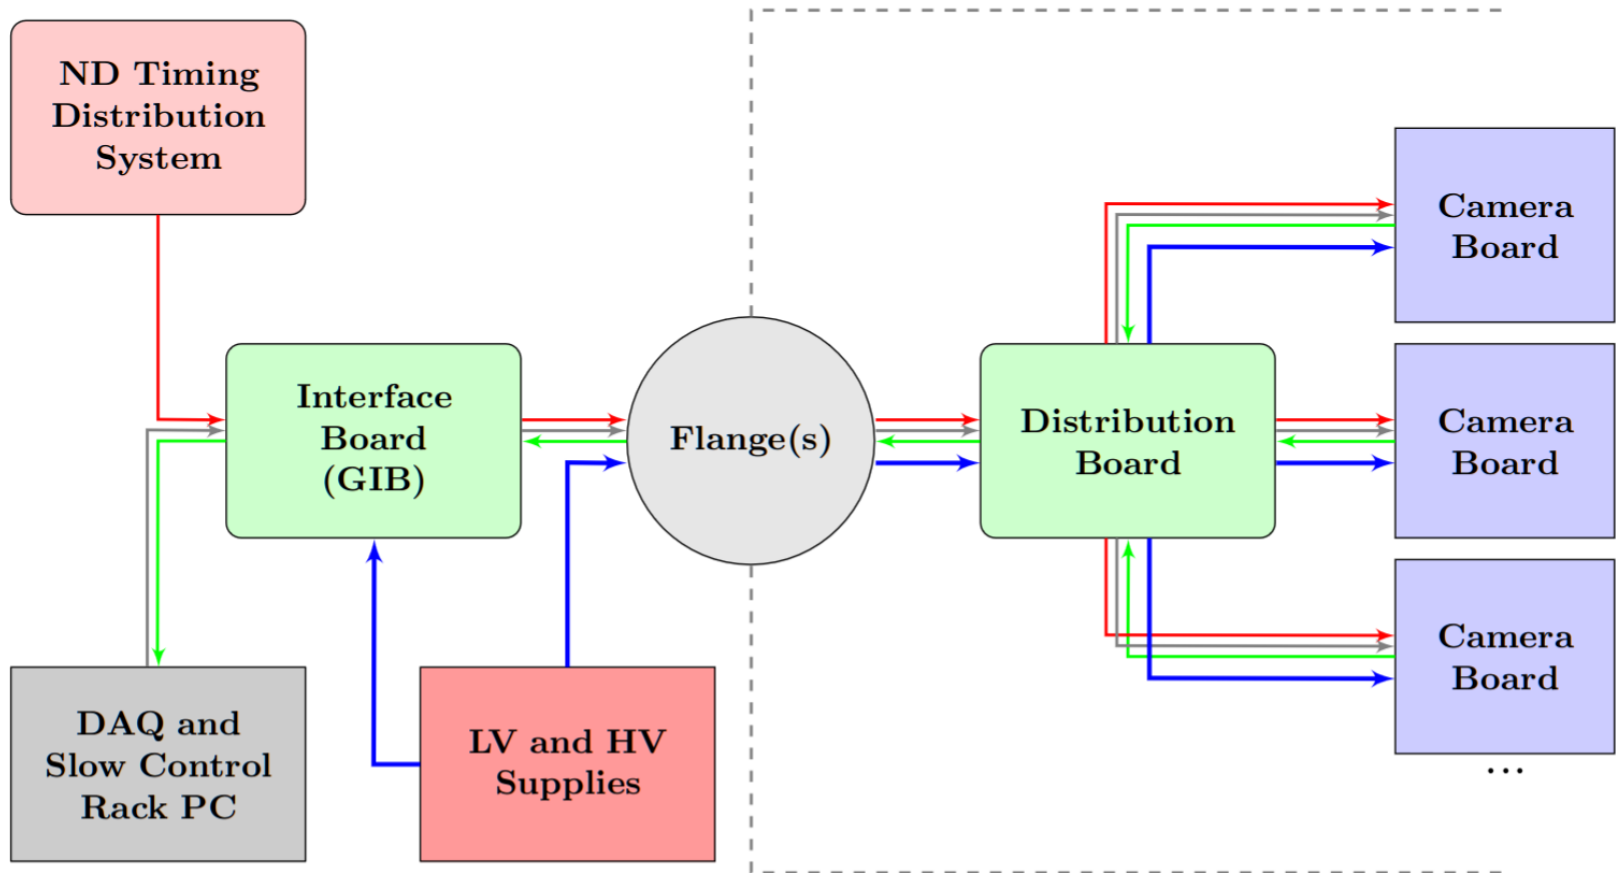 ND Timing
Distribution
System
Interface
Board
(GIB)
DAQ and
Slow Control
Rack PC
LV and HV
Supplies
Flange(s)
Distribution
Board
Camera
Board
Camera
Board
Camera
Board
...